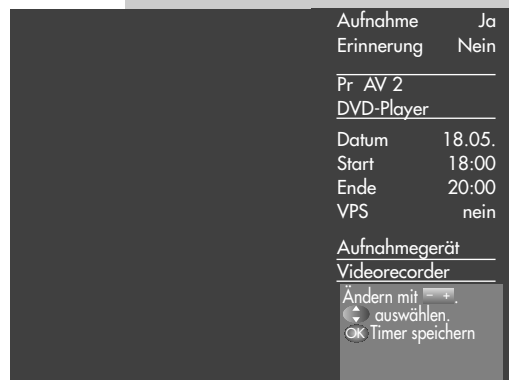 Aufnahme Ja
Erinnerung Nein
Pr AV 2
DVD-Player
Datum 18.05.
Start 18:00
Ende 20:00
VPS nein
Aufnahmegerät
Videorecorder
Ändern mit - +.
auswählen.
OK Timer speichern